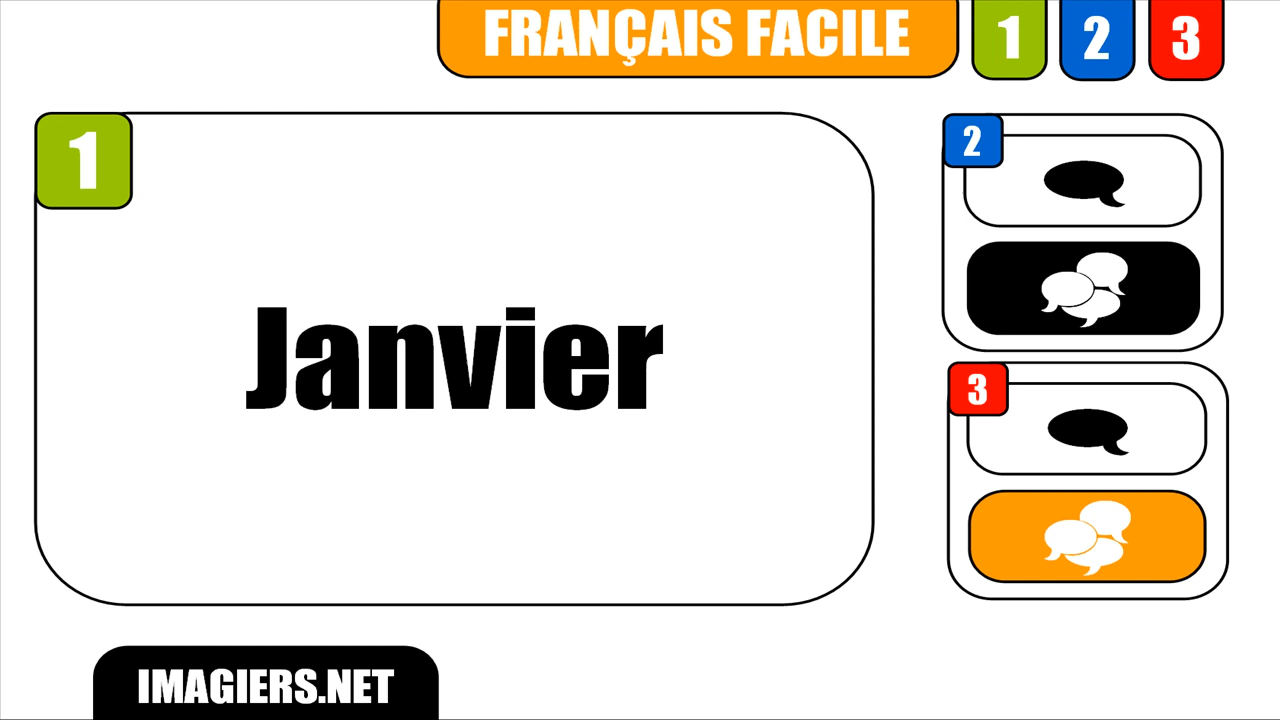 FRANÇAIS FACILE 1 2 3
1
Janvier
2
3
IMAGIERS.NET